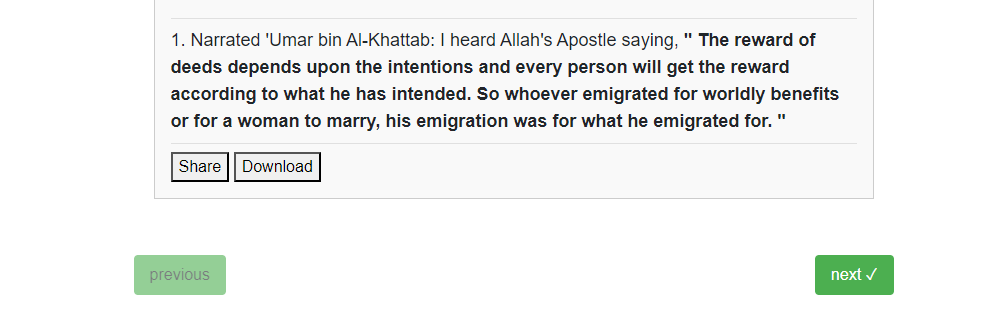 1. Narrated 'Umar bin Al-Khattab: I heard Allah's Apostle saying, " The reward of
deeds depends upon the intentions and every person will get the reward
according to what he has intended. So whoever emigrated for worldly benefits
or for a woman to marry, his emigration was for what he emigrated for. "
Share Download
previous next ✓